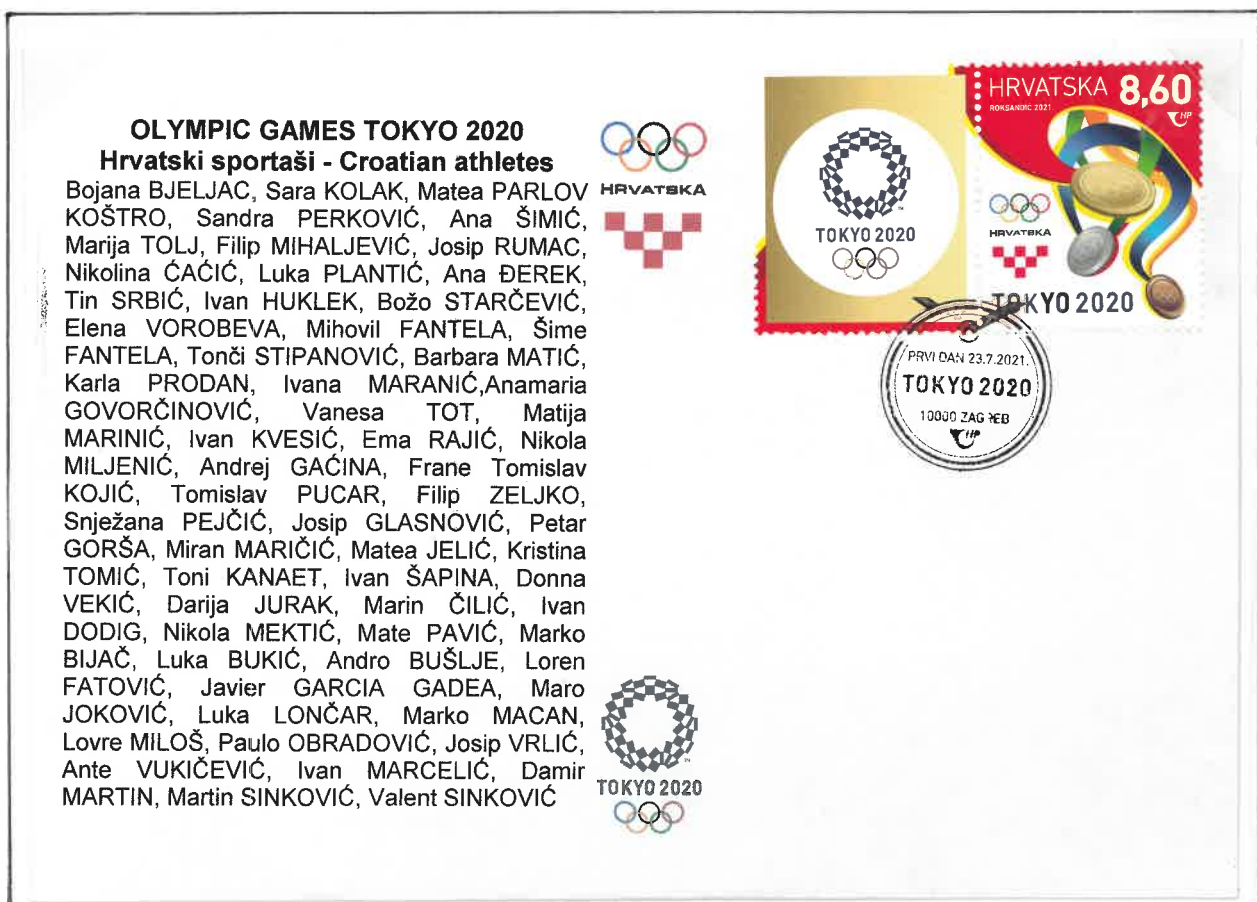 OLYMPIC GAMES TOKYO 2020
Hrvatski sportaši - Croatian athletes
Bojana BJELJAC, Sara KOLAK, Matea PARLOV
KOŠTRO, Sandra PERKOVIĆ, Ana ŠIMIĆ,
Marija TOLJ, Filip MIHALJEVIĆ, Josip RUMAC,
Nikolina ĆAĆIĆ, Luka PLANTIĆ, Ana ĐEREK,
Tin SRBIĆ, Ivan HUKLEK, Božo STARČEVIĆ,
Elena VOROBEVA, Mihovil FANTELA, Šime
FANTELA, Tonči STIPANOVIĆ, Barbara MATIĆ,
Karla PRODAN, Ivana MARANIĆ,Anamaria
GOVORČINOVIĆ, Vanesa TOT, Matija
MARINIĆ, Ivan KVESIĆ, Ema RAJIĆ, Nikola
MILJENIĆ, Andrej GAĆINA, Frane Tomislav
KOJIĆ, Tomislav PUCAR, Filip ZELJKO,
Snježana PEJČIĆ, Josip GLASNOVIĆ, Petar
GORŠA, Miran MARIČIĆ, Matea JELIĆ, Kristina
TOMIĆ, Toni KANAET, Ivan ŠAPINA, Donna
VEKIĆ, Darija JURAK, Marin ČILIĆ, Ivan
DODIG, Nikola MEKTIĆ, Mate PAVIĆ, Marko
BIJAČ, Luka BUKIĆ, Andro BUŠLJE, Loren
FATOVIĆ, Javier GARCIA GADEA, Maro
JOKOVIĆ, Luka LONČAR, Marko MACAN,
Lovre MILOŠ, Paulo OBRADOVIĆ, Josip VRLIĆ,
Ante VUKIČEVIĆ, Ivan MARCELIĆ, Damir
MARTIN, Martin SINKOVIĆ, Valent SINKOVIĆ
HRVATSKA
TOKYO 2020
TOKYO 2020
HRVATSKA 8,60
ROKSANDIĆ 2021
HP
HRVATSKA
TOKYO 2020
PRVI DAN 23.7.2021.
TOKYO 2020
10000 ZAGREB
HP